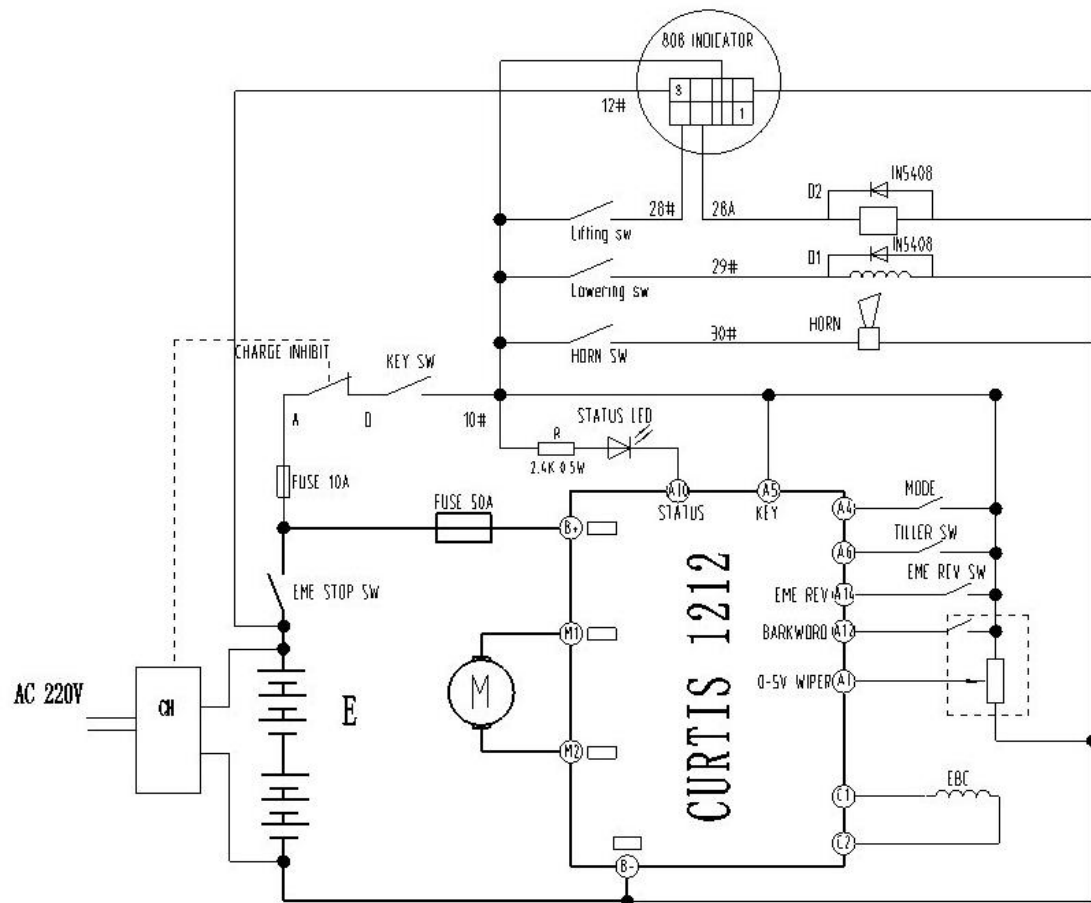 808 INDICATOR
8
1
12#
D2
IN5408
28#
28A
Lifting sw
D1
IN5408
29#
Lowering sw
HORN
30#
HORN SW
CHARGE INHIBIT
KEY SW
A
D
10#
STATUS LED
R
2.4K 0.5W
FUSE 10A
FUSE 50A
A10
STATUS
A5
KEY
A4
MODE
B+
A6
TILLER SW
EME STOP SW
EME REV SW
EME REV
A14
M1
BARKWORD
A12
AC 220V
CH
E
M
0-5V WIPER
A1
CURTIS 1212
M2
C1
EBC
C2
B-